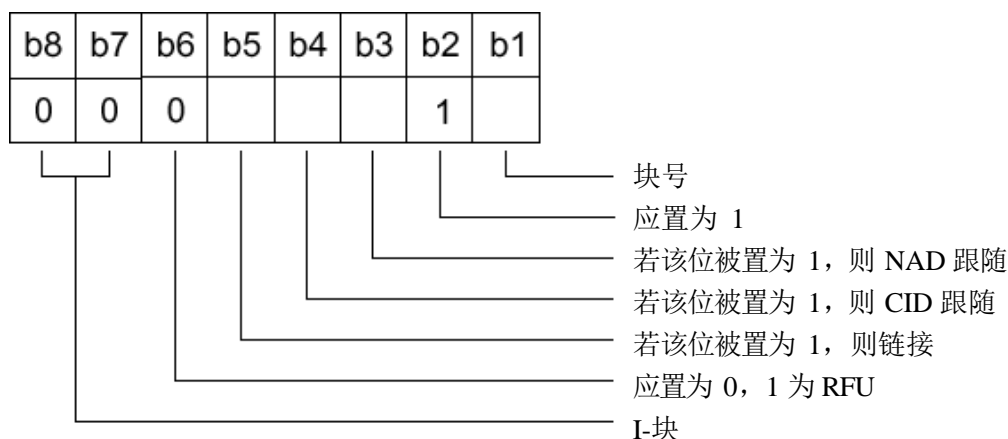 b8 b7 b6 b5 b4 b3 b2 b1
0 0 0 1
块号
应置为 1
若该位被置为 1，则 NAD 跟随
若该位被置为 1，则 CID 跟随
若该位被置为 1，则链接
应置为 0，1 为 RFU
I-块